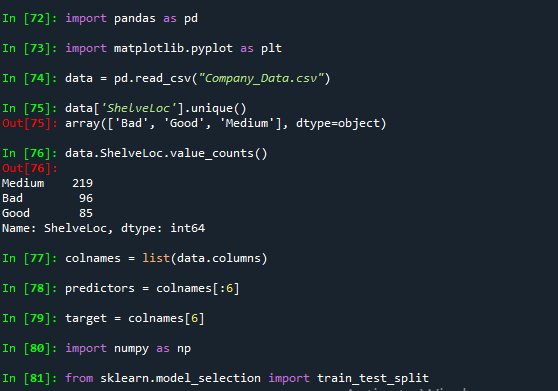 In [72]: import pandas as pd
In [73]: import matplotlib.pyplot as plt
In [74]: data = pd.read_csv("Company_Data.csv")
In [75]: data['ShelveLoc'].unique()
Out[75]: array(['Bad', 'Good', 'Medium'], dtype=object)
In [76]: data.ShelveLoc.value_counts()
Out[76]:
Medium    219
Bad        96
Good       85
Name: ShelveLoc, dtype: int64
In [77]: colnames = list(data.columns)
In [78]: predictors = colnames[:6]
In [79]: target = colnames[6]
In [80]: import numpy as np
In [81]: from sklearn.model_selection import train_test_split